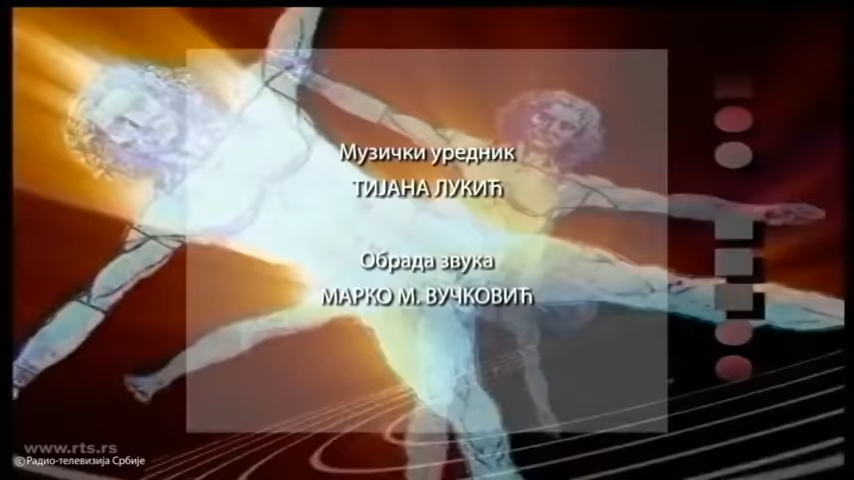 Музички уредник
ТИЈАНА ЛУКИЋ
Обрада звука
МАРКО М. ВУЧКОВИЋ
www.rts.rs
©Радио-телевизија Србије